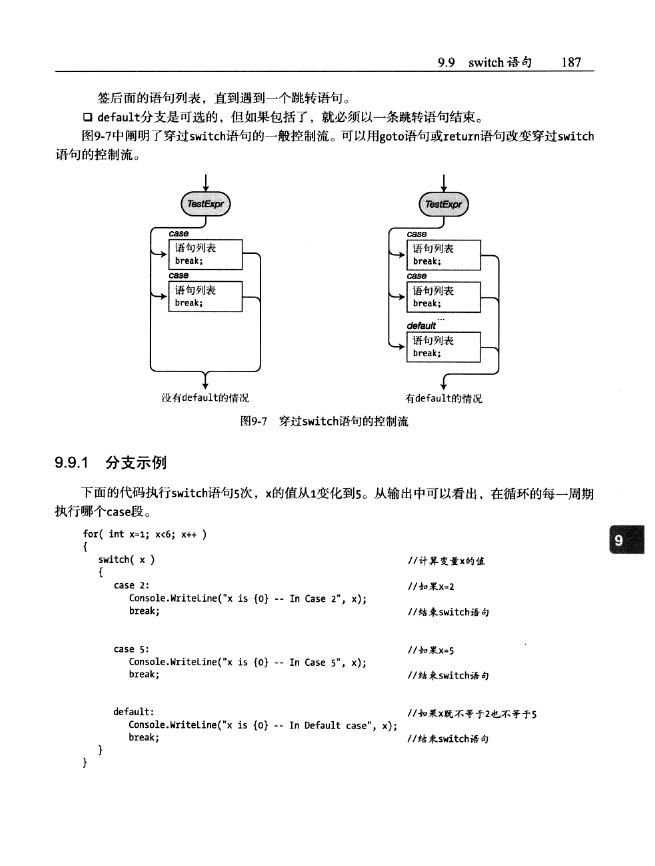 9.9 switch 语句 187
签后面的语句列表，直到遇到一个跳转语句。
❑ default分支是可选的，但如果包括了，就必须以一条跳转语句结束。
图9-7中阐明了穿过switch语句的一般控制流。可以用goto语句或return语句改变穿过switch
语句的控制流。
TestExpr
case
语句列表
break;
case
语句列表
break;
没有default的情况
TestExpr
case
语句列表
break;
case
语句列表
break;
...
default
语句列表
break;
有default的情况
图9-7 穿过switch语句的控制流
9.9.1 分支示例
下面的代码执行switch语句5次，x的值从1变化到5。从输出中可以看出，在循环的每一周期
执行哪个case段。
9
for( int x=1; x<6; x++ )
{
switch( x ) //计算变量x的值
{
case 2: //如果x=2
Console.WriteLine("x is {0} -- In Case 2", x);
break; //结束switch语句
case 5: //如果x=5
Console.WriteLine("x is {0} -- In Case 5", x);
break; //结束switch语句
default: //如果x既不等于2也不等于5
Console.WriteLine("x is {0} -- In Default case", x);
break; //结束switch语句
}
}